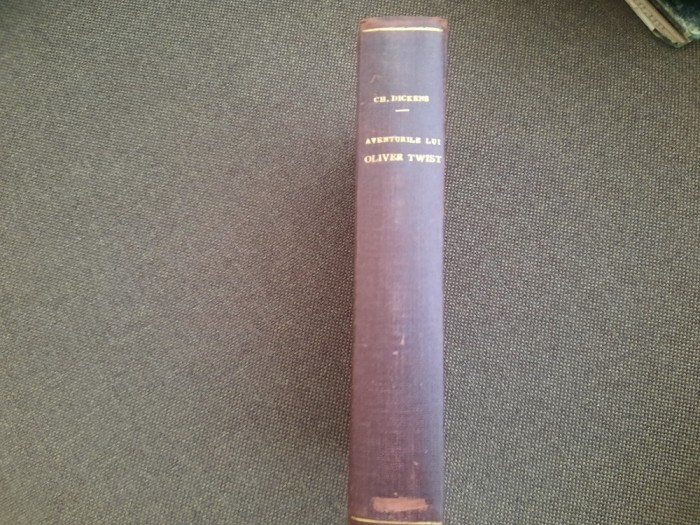 CH. DICKENS
AVENTURILE LUI
OLIVER TWIST